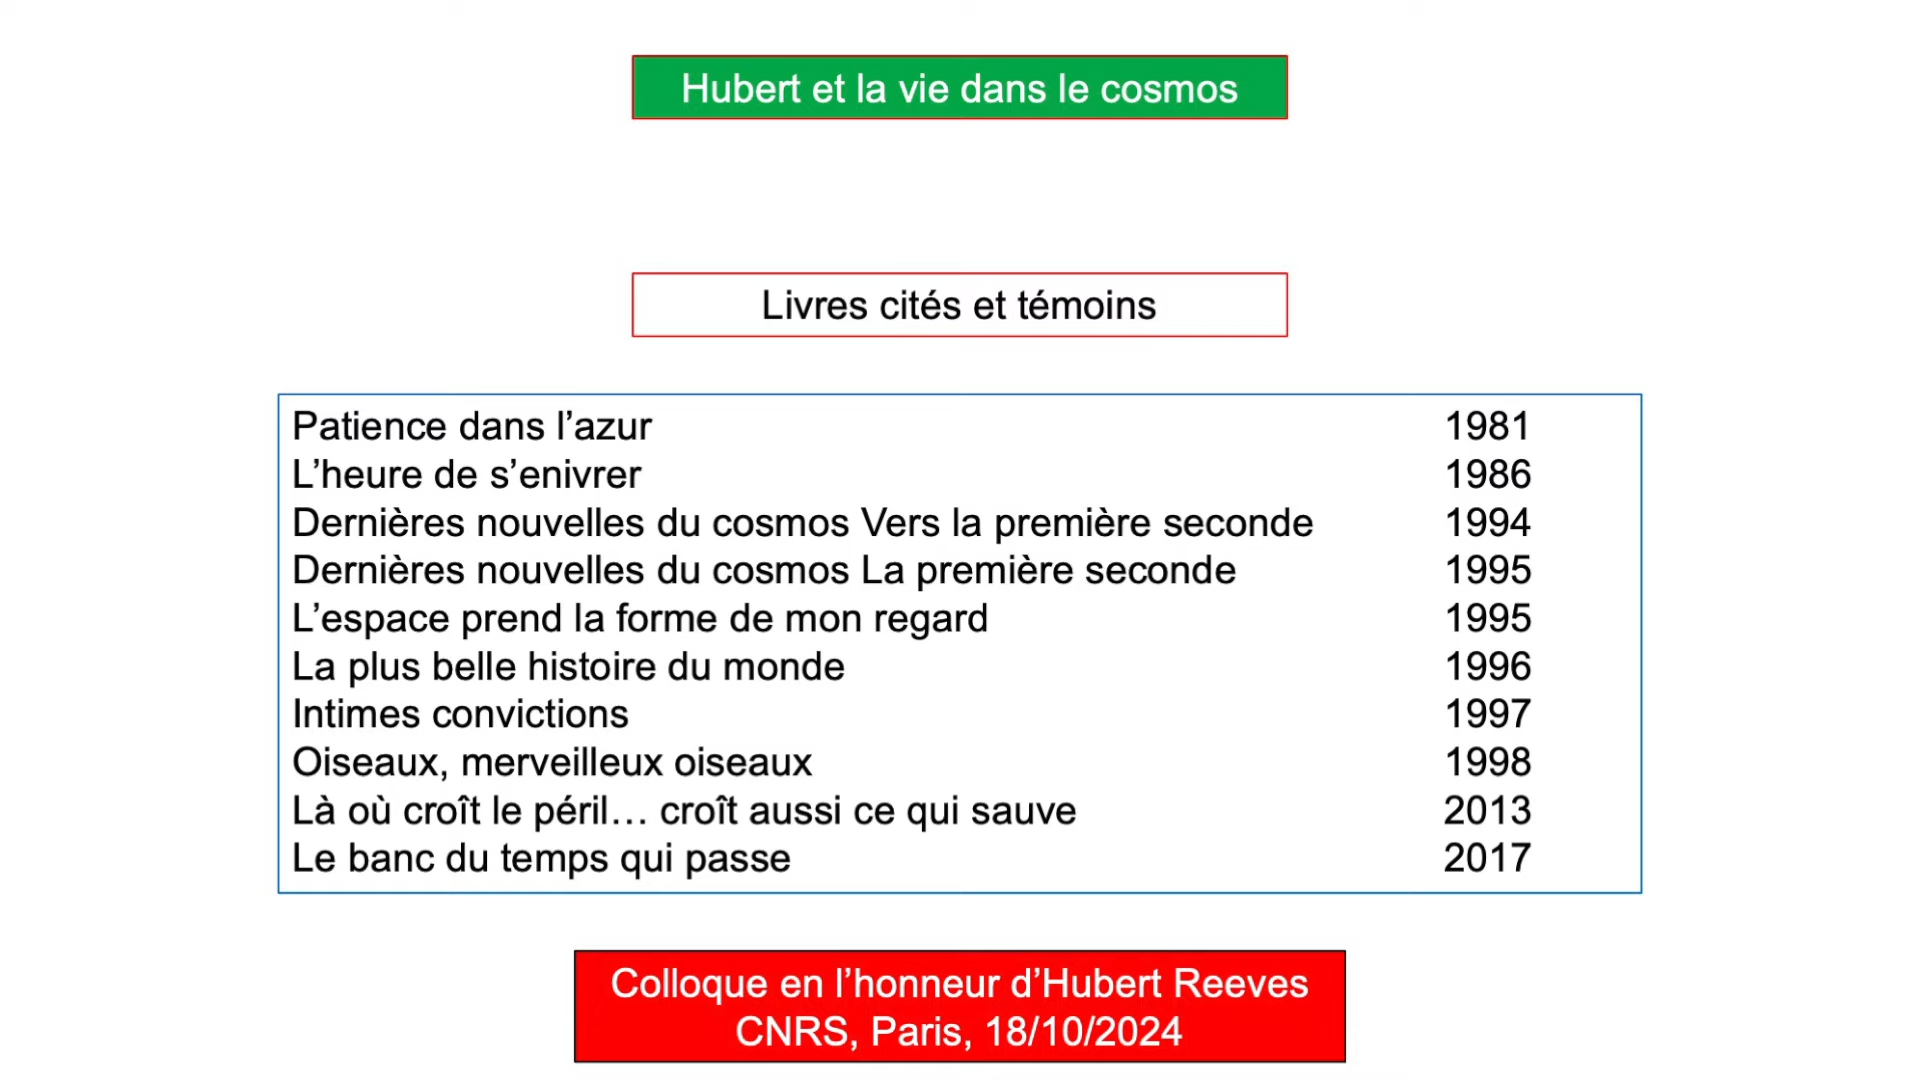 Hubert et la vie dans le cosmos
Livres cités et témoins
Patience dans l’azur 1981
L’heure de s’enivrer 1986
Dernières nouvelles du cosmos Vers la première seconde 1994
Dernières nouvelles du cosmos La première seconde 1995
L’espace prend la forme de mon regard 1995
La plus belle histoire du monde 1996
Intimes convictions 1997
Oiseaux, merveilleux oiseaux 1998
Là où croît le péril… croît aussi ce qui sauve 2013
Le banc du temps qui passe 2017
Colloque en l’honneur d’Hubert Reeves
CNRS, Paris, 18/10/2024